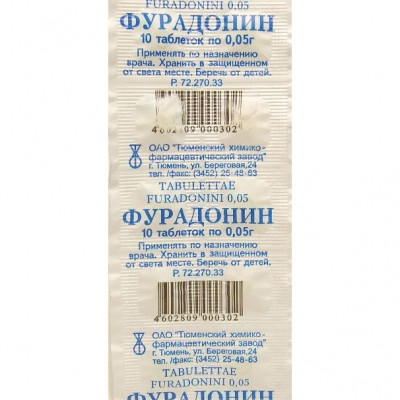 FURADONINI 0,05
ФУРАДОНИН
10 таблеток по 0,05г
Применять по назначению
врача. Хранить в защищенном
от света месте. Беречь от детей.
Р. 72.270.33
4602809000302
ОАО "Тюменский химико-
фармацевтический завод"
г. Тюмень, ул. Береговая,24
тел./факс: (3452) 25-48-63
TABULETTAE
FURADONINI 0,05
ФУРАДОНИН
10 таблеток по 0,05г
Применять по назначению
врача. Хранить в защищенном
от света месте. Беречь от детей.
Р. 72.270.33
4602809000302
ОАО "Тюменский химико-
фармацевтический завод"
г. Тюмень, ул. Береговая,24
тел./факс: (3452) 25-48-63
TABULETTAE
FURADONINI 0,05